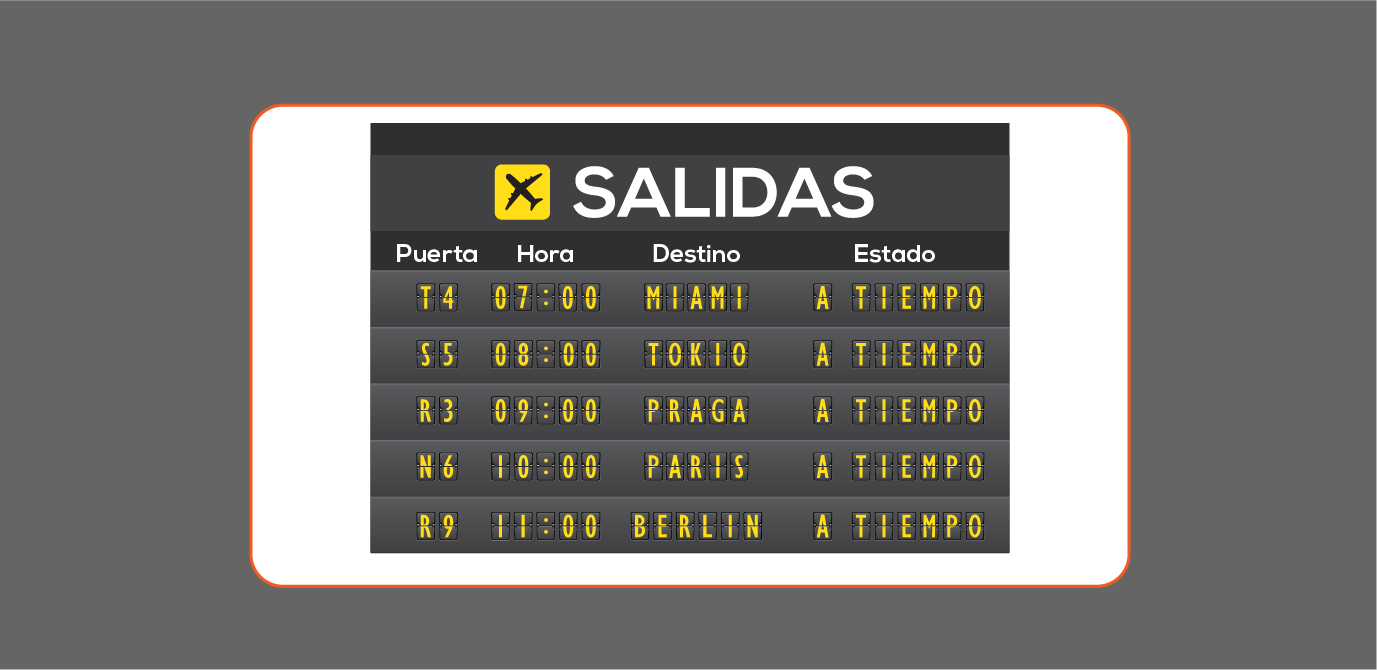 SALIDAS
Puerta Hora Destino Estado
T4 07:00 MIAMI A TIEMPO
S5 08:00 TOKIO A TIEMPO
R3 09:00 PRAGA A TIEMPO
N6 10:00 PARIS A TIEMPO
R9 11:00 BERLIN A TIEMPO